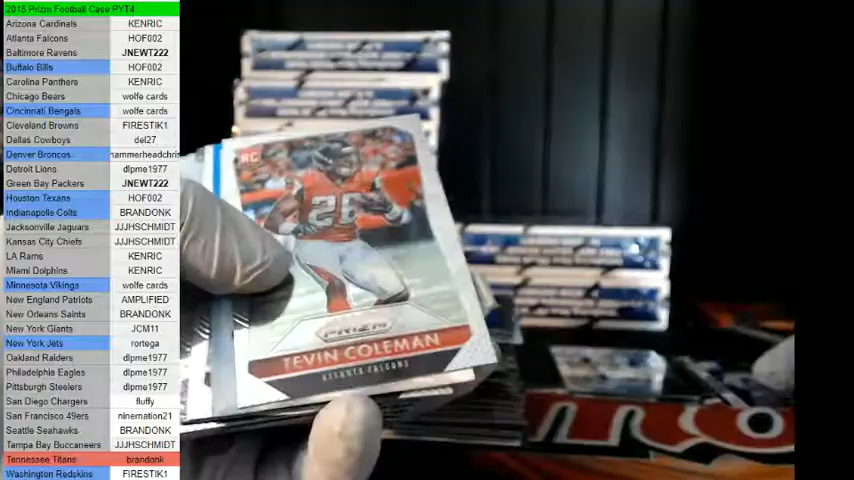 2015 Prizm Football Case PYT4
Arizona Cardinals KENRIC
Atlanta Falcons HOF002
Baltimore Ravens JNEWT222
Buffalo Bills HOF002
Carolina Panthers KENRIC
Chicago Bears wolfe cards
Cincinnati Bengals wolfe cards
Cleveland Browns FIRESTIK1
Dallas Cowboys del27
Denver Broncos hammerheadchris
Detroit Lions dlpme1977
Green Bay Packers JNEWT222
Houston Texans HOF002
Indianapolis Colts BRANDONK
Jacksonville Jaguars JJJHSCHMIDT
Kansas City Chiefs JJJHSCHMIDT
LA Rams KENRIC
Miami Dolphins KENRIC
Minnesota Vikings wolfe cards
New England Patriots AMPLIFIED
New Orleans Saints BRANDONK
New York Giants JCM11
New York Jets rortega
Oakland Raiders dlpme1977
Philadelphia Eagles dlpme1977
Pittsburgh Steelers dlpme1977
San Diego Chargers fluffy
San Francisco 49ers ninernation21
Seattle Seahawks BRANDONK
Tampa Bay Buccaneers JJJHSCHMIDT
Tennessee Titans brandonk
Washington Redskins FIRESTIK1
RC
26
PRIZM
TEVIN COLEMAN
ATLANTA FALCONS